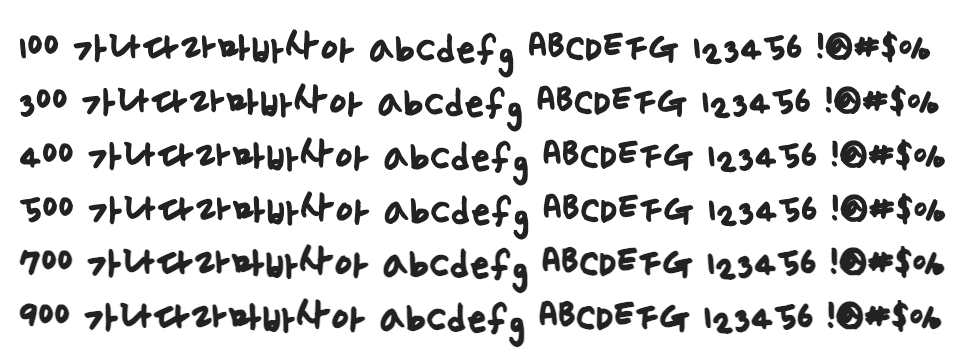 100 가나다라마바사아 abcdefg ABCDEFG 123456 !@#$%
300 가나다라마바사아 abcdefg ABCDEFG 123456 !@#$%
400 가나다라마바사아 abcdefg ABCDEFG 123456 !@#$%
500 가나다라마바사아 abcdefg ABCDEFG 123456 !@#$%
700 가나다라마바사아 abcdefg ABCDEFG 123456 !@#$%
900 가나다라마바사아 abcdefg ABCDEFG 123456 !@#$%